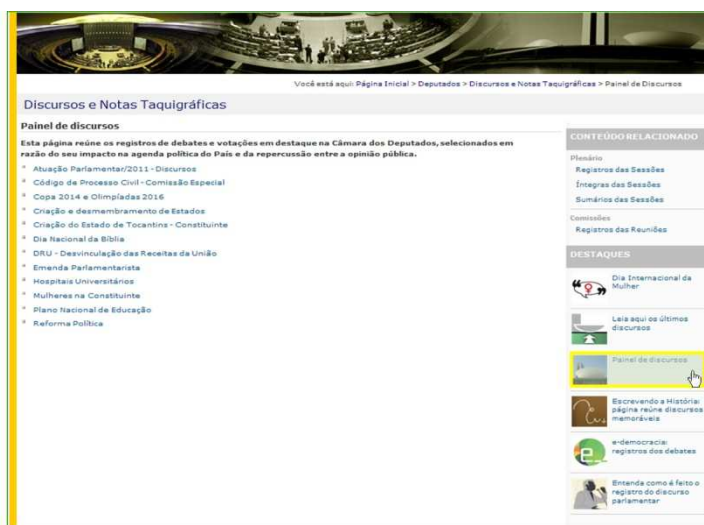 Você está aqui: Página Inicial > Deputados > Discursos e Notas Taquigráficas > Painel de Discursos
Discursos e Notas Taquigráficas
Painel de discursos
Esta página reúne os registros de debates e votações em destaque na Câmara dos Deputados, selecionados em
razão do seu impacto na agenda política do País e da repercussão entre a opinião pública.
Atuação Parlamentar/2011 - Discursos
Código de Processo Civil - Comissão Especial
Copa 2014 e Olimpíadas 2016
Criação e desmembramento de Estados
Criação do Estado de Tocantins - Constituinte
Dia Nacional da Bíblia
DRU - Desvinculação das Receitas da União
Emenda Parlamentarista
Hospitais Universitários
Mulheres na Constituinte
Plano Nacional de Educação
Reforma Política
CONTEÚDO RELACIONADO
Plenário
Registros das Sessões
Íntegras das Sessões
Sumários das Sessões
Comissões
Registros das Reuniões
DESTAQUES
Dia Internacional da
Mulher
Leia aqui os últimos
discursos
Painel de discursos
Escrevendo a História:
página reúne discursos
memoráveis
e-democracia:
registros dos debates
Entenda como é feito o
registro do discurso
parlamentar